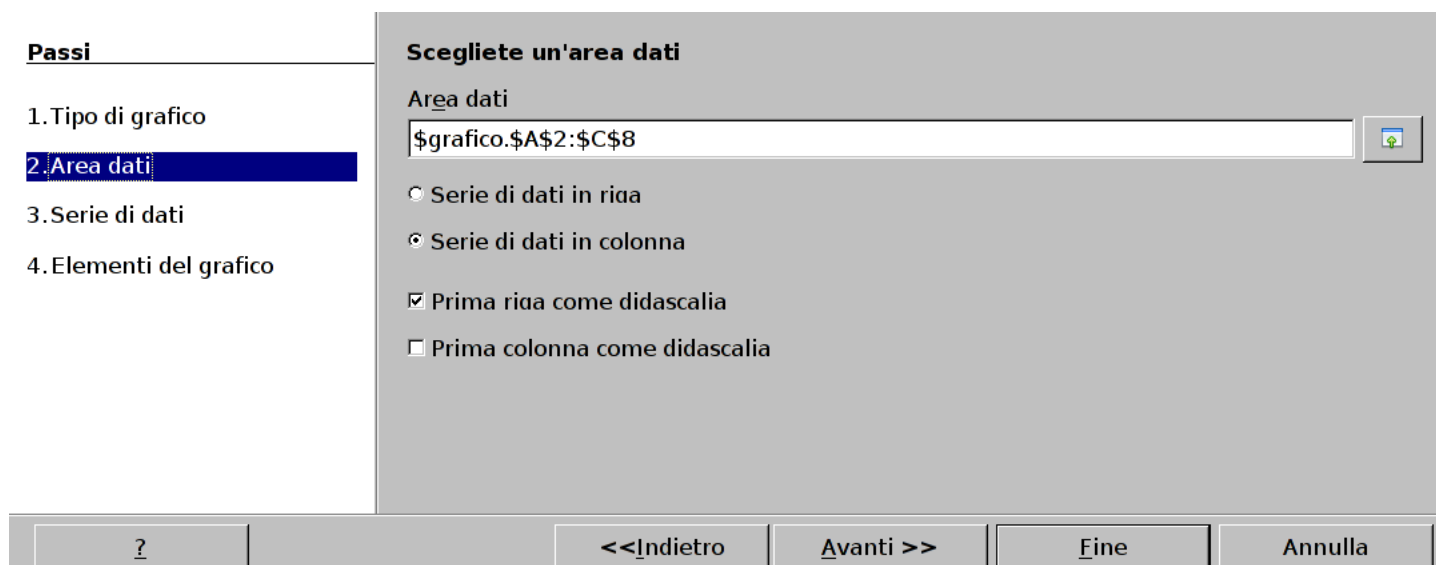 Passi
1.Tipo di grafico
2.Area dati
3.Serie di dati
4.Elementi del grafico
Scegliete un'area dati
Area dati
$grafico.$A$2:$C$8
Serie di dati in riga
Serie di dati in colonna
Prima riga come didascalia
Prima colonna come didascalia
?
<<Indietro
Avanti >>
Fine
Annulla